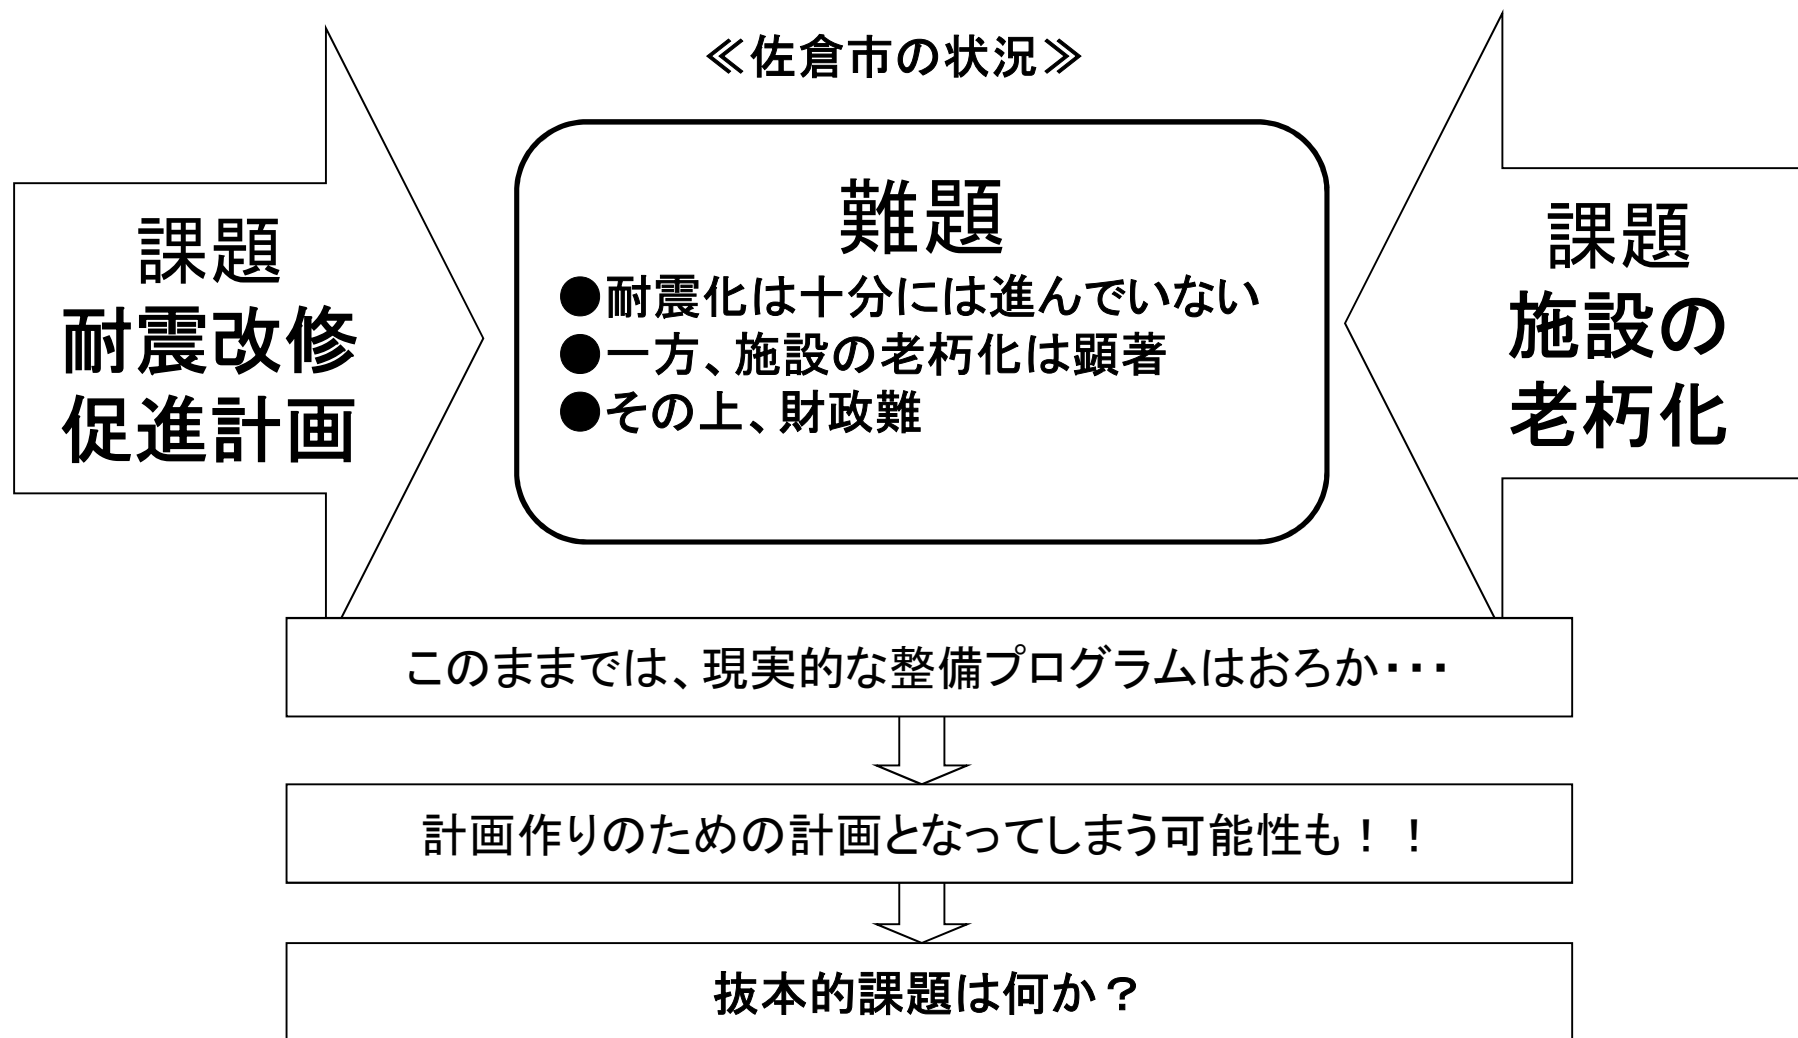 ≪佐倉市の状況≫
課題
耐震改修
促進計画
難題
●耐震化は十分には進んでいない
●一方、施設の老朽化は顕著
●その上、財政難
課題
施設の
老朽化
このままでは、現実的な整備プログラムはおろか・・・
計画作りのための計画となってしまう可能性も！！
抜本的課題は何か？